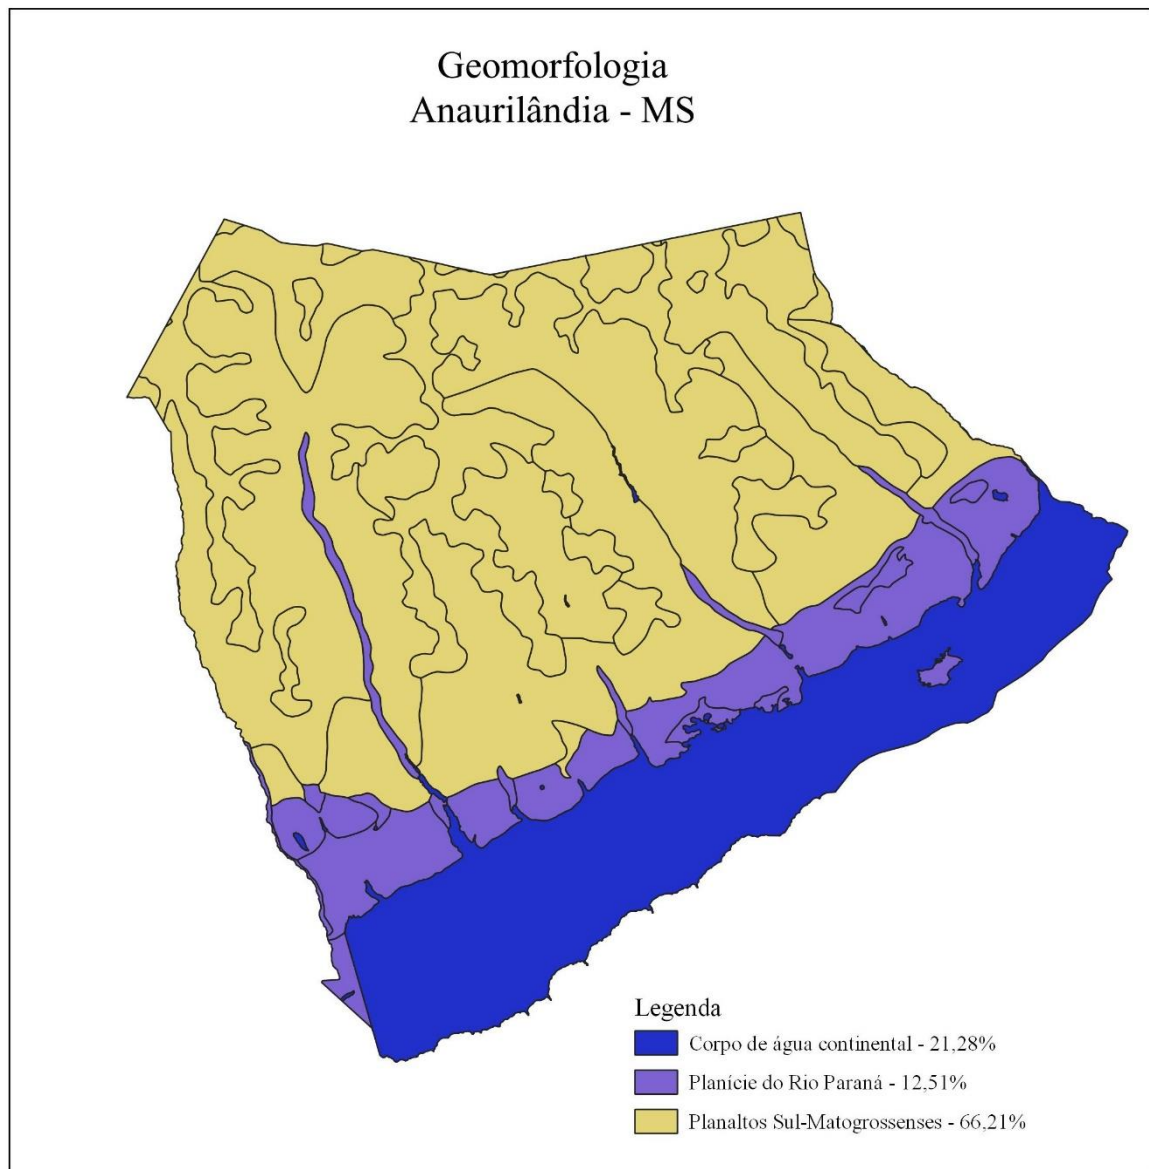 Geomorfologia
Anaurilândia - MS
Legenda
Corpo de água continental - 21,28%
Planície do Rio Paraná - 12,51%
Planaltos Sul-Matogrossenses - 66,21%